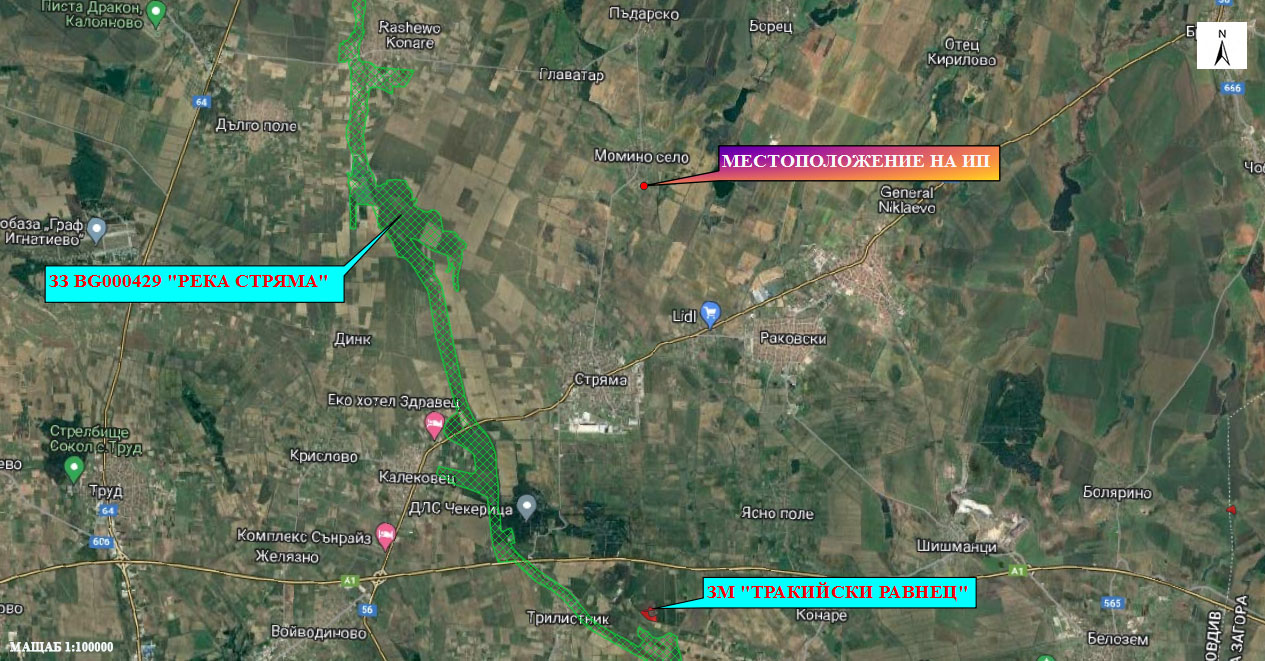 Писта Дракон,
Калояново
Rashewo
Konare
Пъдарско
Борец
Отец
Кирилово
N
666
64
Главатар
Дълго поле
Момино село
МЕСТОПОЛОЖЕНИЕ НА ИП
General
Niklaevo
Игнатиево"
ЗЗ BG000429 "РЕКА СТРЯМА"
Lidl
Раковски
Динк
Стряма
Еко хотел Здравец
Стрелбище
Сокол с.Труд
Крислово
Калековец
Труд
64
ДЛС Чекерица
Ясно поле
Болярино
606
Комплекс Сънрайз
Желязно
Шишманци
A1
A1
56
ЗМ "ТРАКИЙСКИ РАВНЕЦ"
565
Трилистник
Конаре
Войводиново
Белозем
МАЩАБ 1:100000